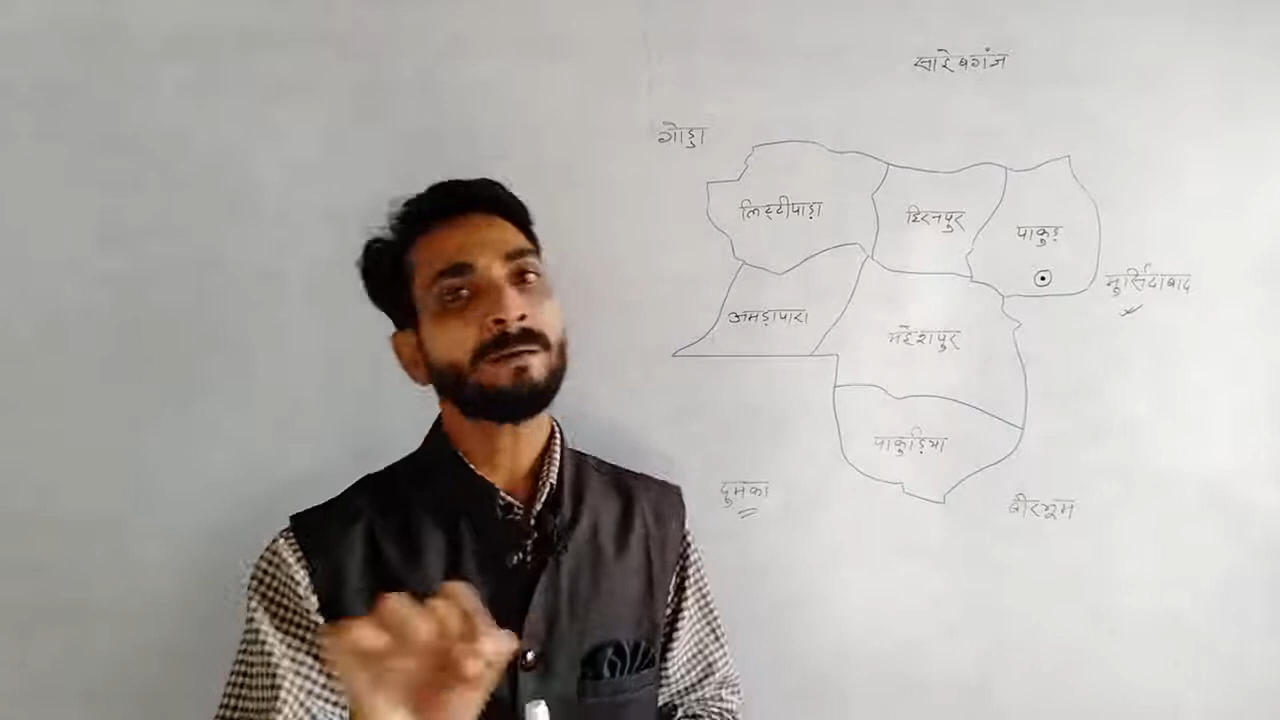 साहेबगंज
गोड्डा
लिट्टीपाड़ा
हिरनपुर
पाकुड़
मुर्सिदाबाद
अमड़ापारा
महेशपुर
पाकुड़िया
दुमका
बीरभूम